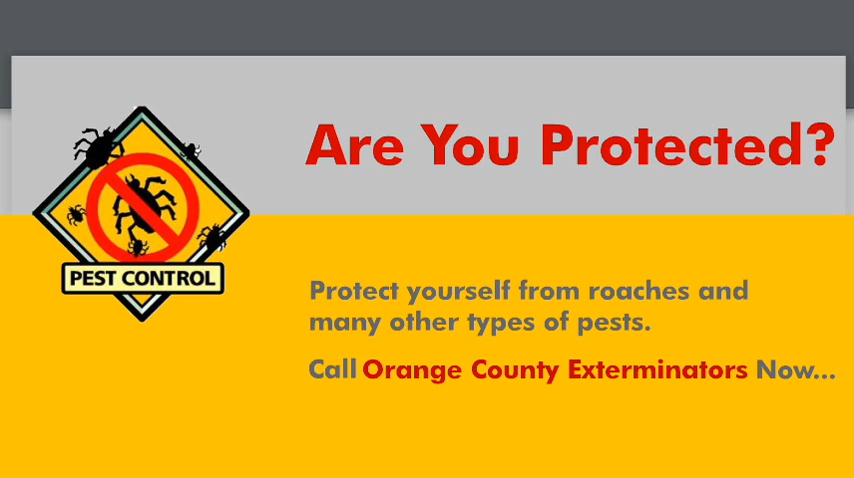 Are You Protected?
PEST CONTROL
Protect yourself from roaches and
many other types of pests.
Call Orange County Exterminators Now...